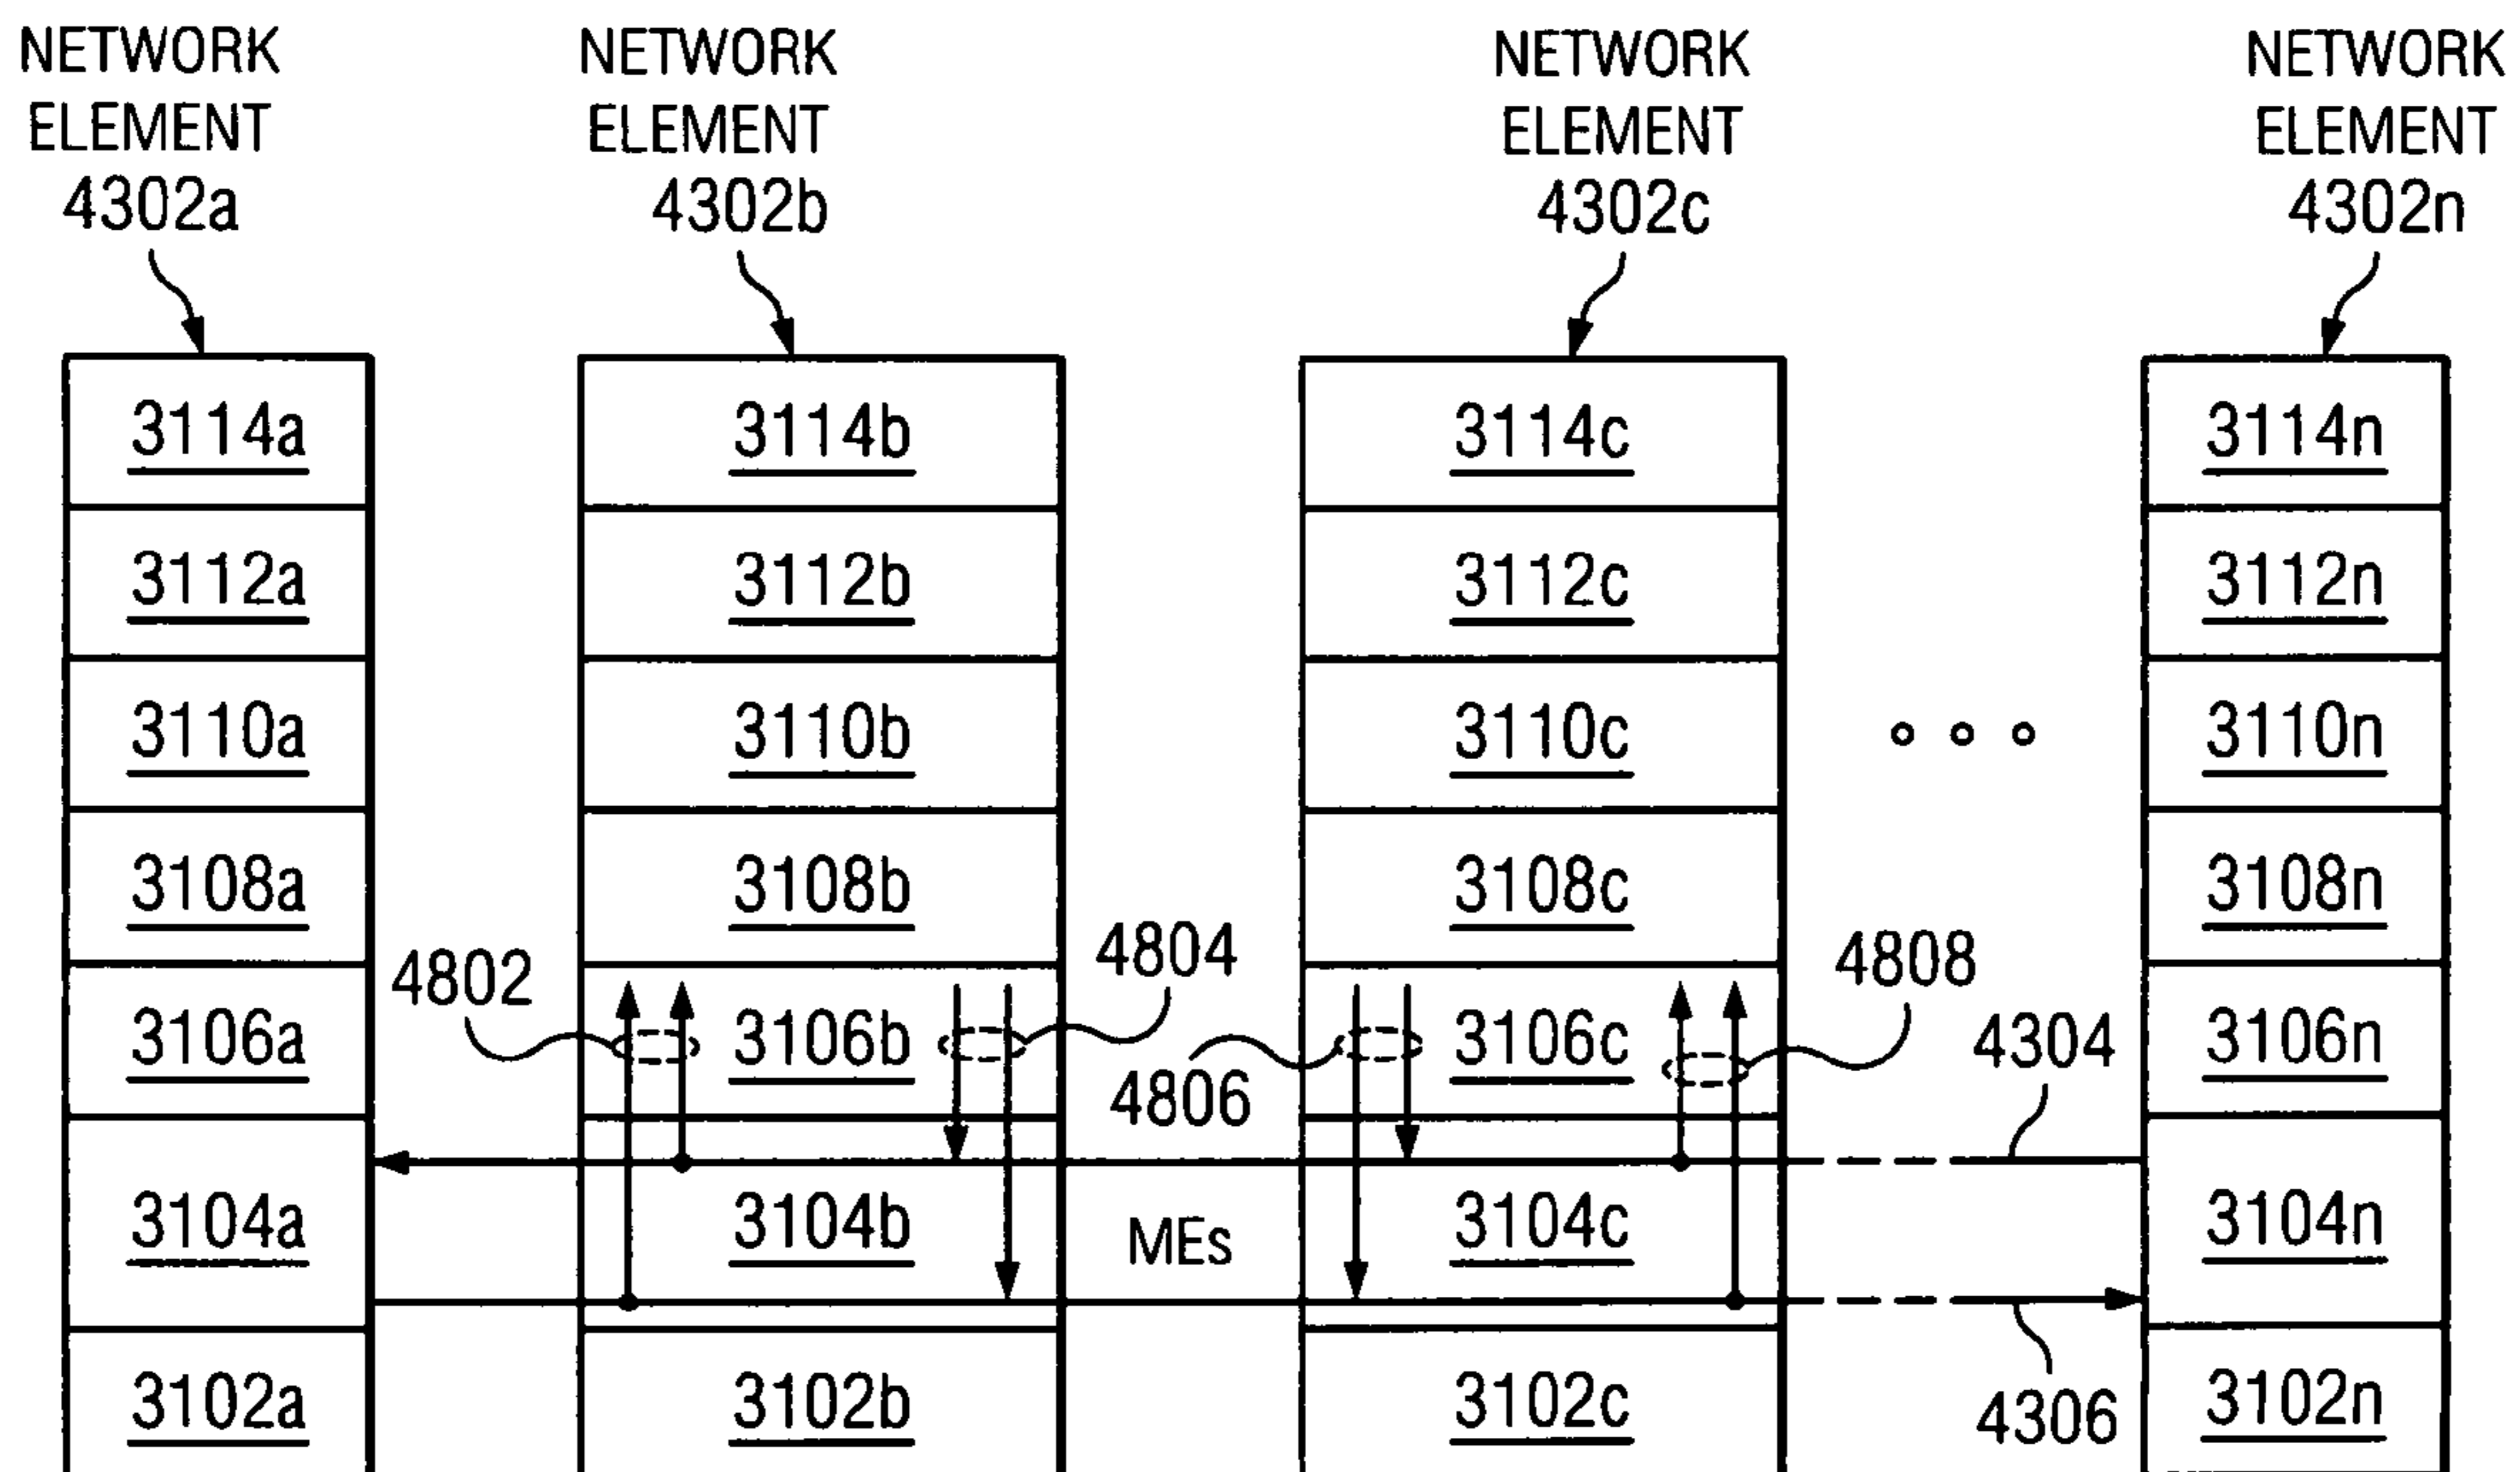 NETWORK
ELEMENT
4302a
NETWORK
ELEMENT
4302b
NETWORK
ELEMENT
4302c
NETWORK
ELEMENT
4302n
3114a
3114b
3114c
3114n
3112a
3112b
3112c
3112n
3110a
3110b
3110c
3110n
3108a
3108b
3108c
3108n
4802
4804
4808
3106a
3106b
4806
3106c
4304
3106n
3104a
3104b
MEs
3104c
3104n
3102a
3102b
3102c
4306
3102n